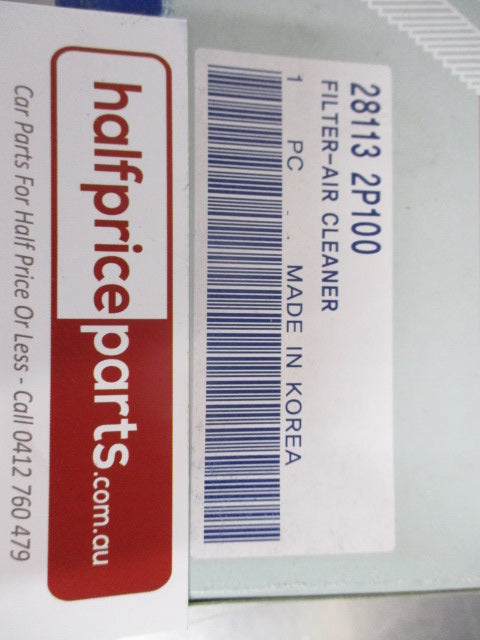 28113 2P100
FILTER-AIR CLEANER
1 PC. MADE IN KOREA
halfpriceparts.com.au
Car Parts For Half Price Or Less - Call 0412 760 479